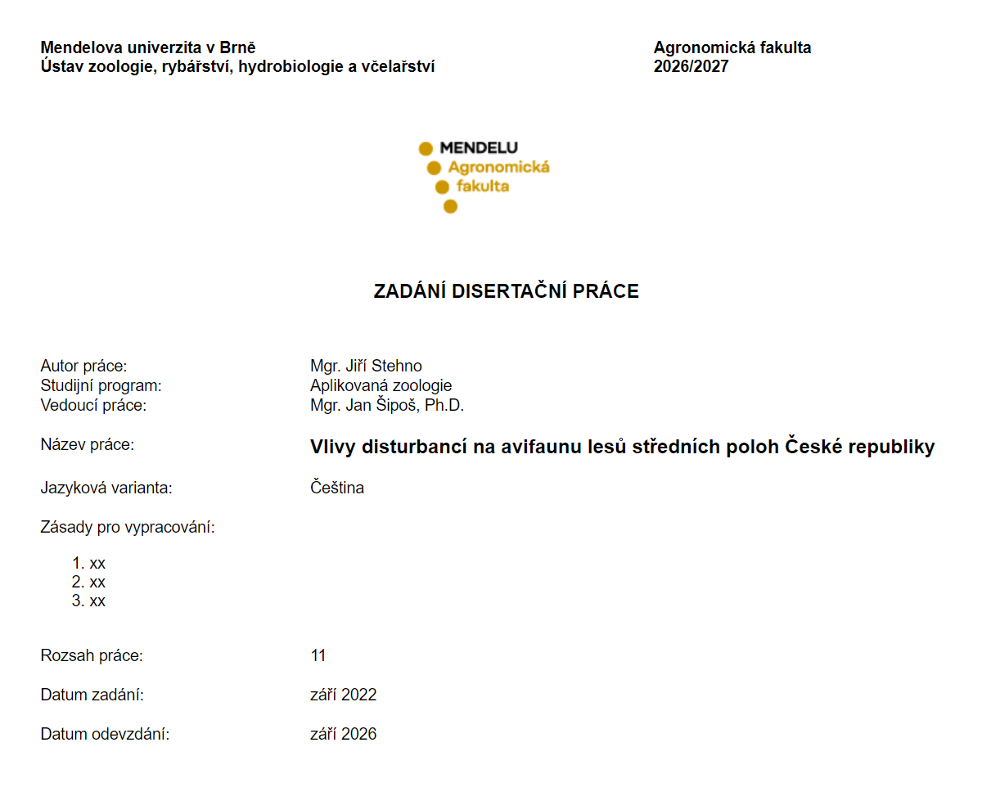 Mendelova univerzita v Brně
Ústav zoologie, rybářství, hydrobiologie a včelařství
Agronomická fakulta
2026/2027
MENDELU
Agronomická
fakulta
ZADÁNÍ DISERTAČNÍ PRÁCE
Autor práce: Mgr. Jiří Stehno
Studijní program: Aplikovaná zoologie
Vedoucí práce: Mgr. Jan Šipoš, Ph.D.
Název práce: Vlivy disturbancí na avifaunu lesů středních poloh České republiky
Jazyková varianta: Čeština
Zásady pro vypracování:
1. xx
2. xx
3. xx
Rozsah práce: 11
Datum zadání: září 2022
Datum odevzdání: září 2026